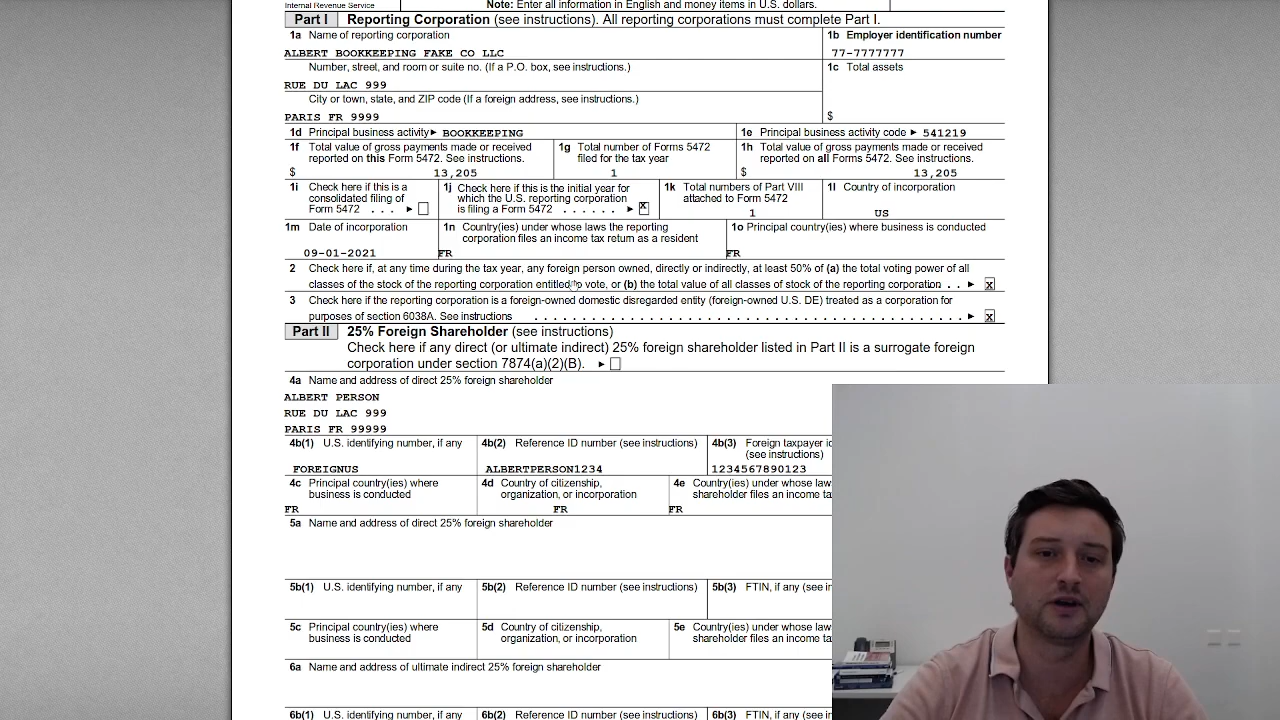 Internal Revenue Service
Note: Enter all information in English and money items in U.S. dollars.
Part I Reporting Corporation (see instructions). All reporting corporations must complete Part I.
1a Name of reporting corporation
ALBERT BOOKKEEPING FAKE CO LLC
1b Employer identification number
77-7777777
Number, street, and room or suite no. (If a P.O. box, see instructions.)
RUE DU LAC 999
1c Total assets
$
City or town, state, and ZIP code (If a foreign address, see instructions.)
PARIS FR 9999
1d Principal business activity ► BOOKKEEPING
1e Principal business activity code ► 541219
1f Total value of gross payments made or received
reported on this Form 5472. See instructions.
$ 13,205
1g Total number of Forms 5472
filed for the tax year
1
1h Total value of gross payments made or received
reported on all Forms 5472. See instructions.
$ 13,205
1i Check here if this is a
consolidated filing of
Form 5472 . . . ►
1j Check here if this is the initial year for
which the U.S. reporting corporation
is filing a Form 5472 . . . . . . ► X
1k Total numbers of Part VIII
attached to Form 5472
1
1l Country of incorporation
US
1m Date of incorporation
09-01-2021
1n Country(ies) under whose laws the reporting
corporation files an income tax return as a resident
FR
1o Principal country(ies) where business is conducted
FR
2 Check here if, at any time during the tax year, any foreign person owned, directly or indirectly, at least 50% of (a) the total voting power of all
classes of the stock of the reporting corporation entitled to vote, or (b) the total value of all classes of stock of the reporting corporation . . ► X
3 Check here if the reporting corporation is a foreign-owned domestic disregarded entity (foreign-owned U.S. DE) treated as a corporation for
purposes of section 6038A. See instructions . . . . . . . . . . . . . . . . . . . . . . . . . . . . . . . . . . . . . ► X
Part II 25% Foreign Shareholder (see instructions)
Check here if any direct (or ultimate indirect) 25% foreign shareholder listed in Part II is a surrogate foreign
corporation under section 7874(a)(2)(B). ►
4a Name and address of direct 25% foreign shareholder
ALBERT PERSON
RUE DU LAC 999
PARIS FR 99999
4b(1) U.S. identifying number, if any
FOREIGNUS
4b(2) Reference ID number (see instructions)
ALBERTPERSON1234
4b(3) Foreign taxpayer
(see instructions)
1234567890123
4c Principal country(ies) where
business is conducted
FR
4d Country of citizenship,
organization, or incorporation
FR
4e Country(ies) under whose
shareholder files an income
FR
5a Name and address of direct 25% foreign shareholder
5b(1) U.S. identifying number, if any
5b(2) Reference ID number (see instructions)
5b(3) FTIN, if any (see
5c Principal country(ies) where
business is conducted
5d Country of citizenship,
organization, or incorporation
5e Country(ies) under whose
shareholder files an income
6a Name and address of ultimate indirect 25% foreign shareholder
6b(1) U.S. identifying number, if any
6b(2) Reference ID number (see instructions)
6b(3) FTIN, if any (see